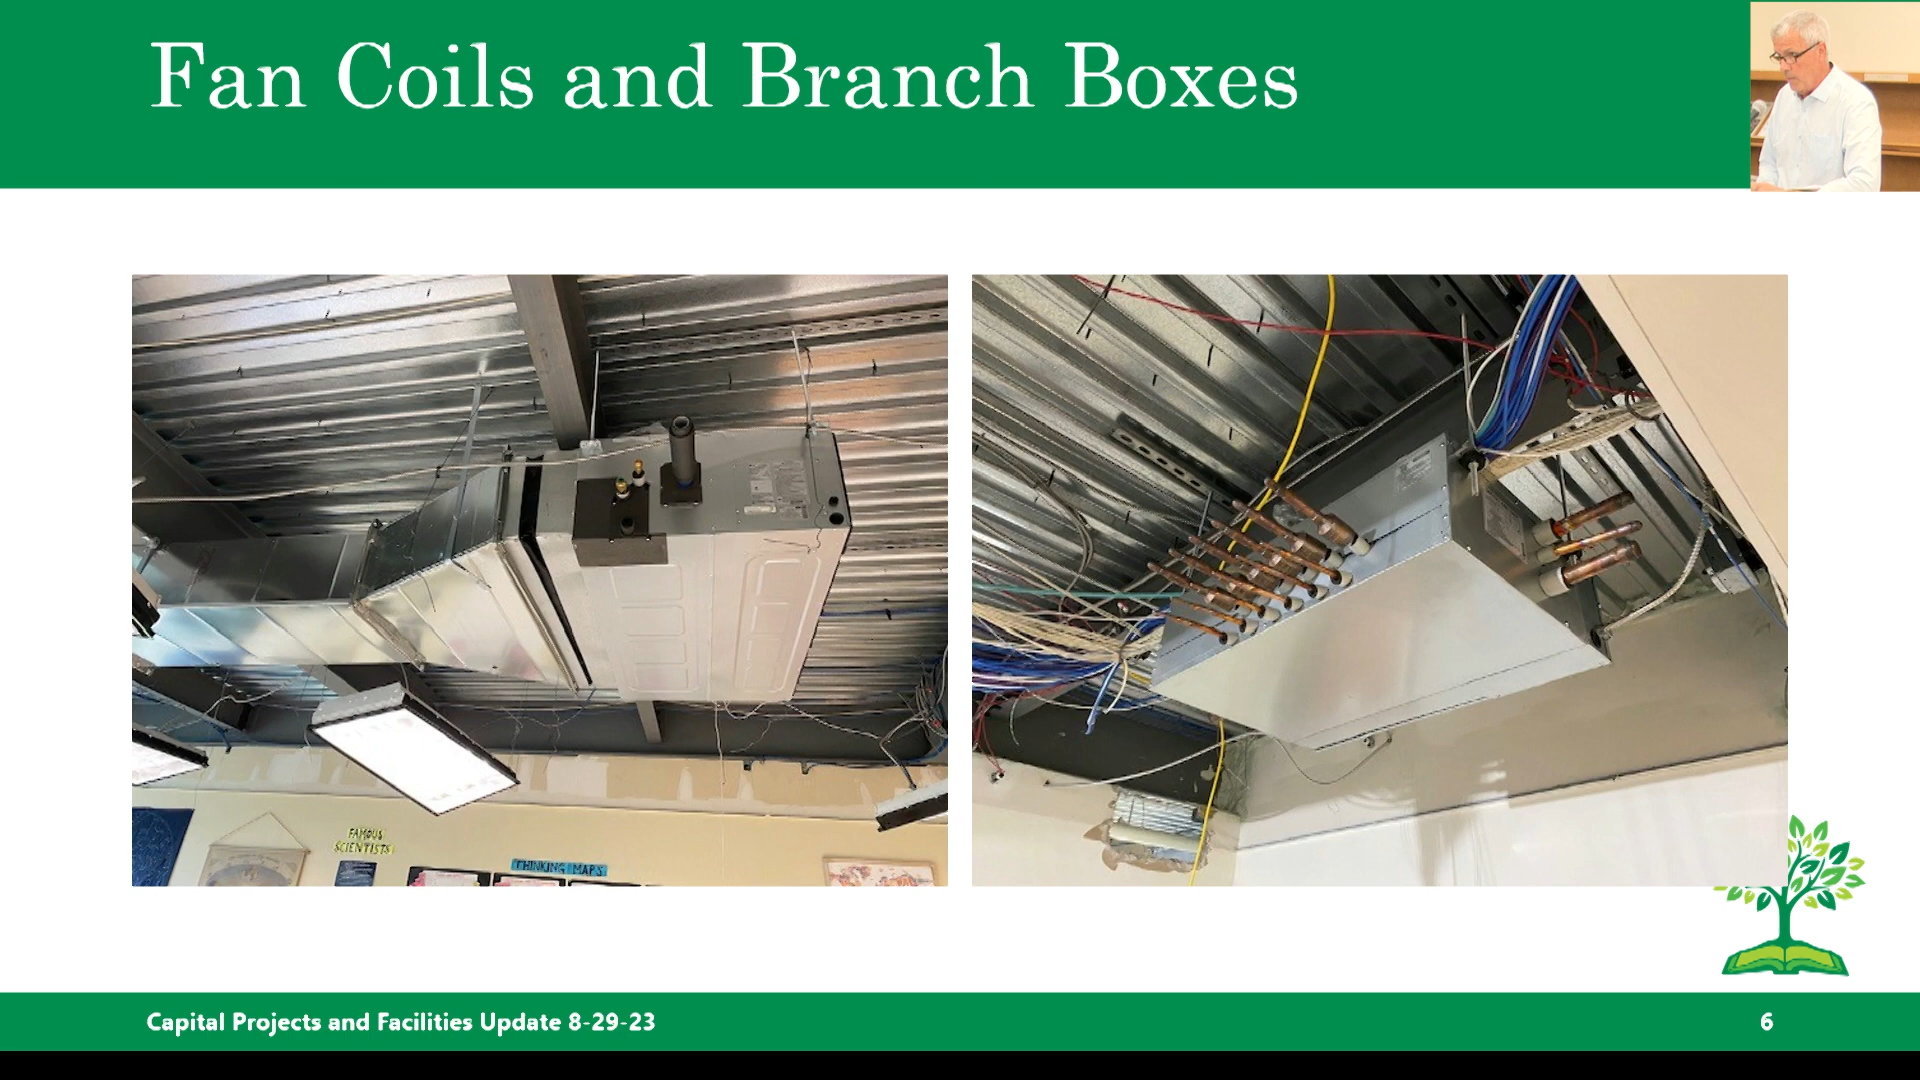 Fan Coils and Branch Boxes
FAMOUS
SCIENTISTS
THINKING MAPS
Capital Projects and Facilities Update 8-29-23
6